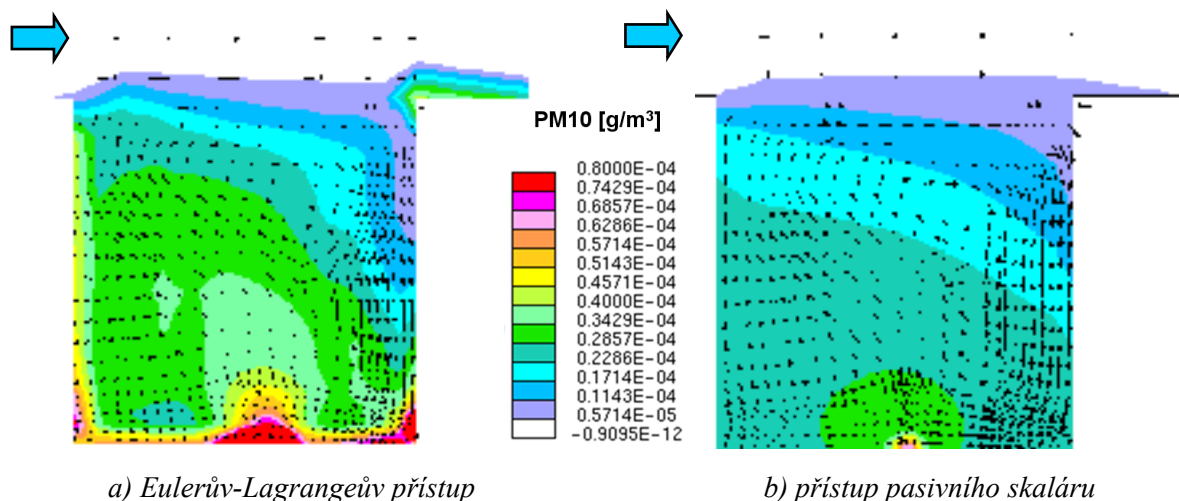 PM10 [g/m³]
0.8000E-04
0.7429E-04
0.6857E-04
0.6286E-04
0.5714E-04
0.5143E-04
0.4571E-04
0.4000E-04
0.3429E-04
0.2857E-04
0.2286E-04
0.1714E-04
0.1143E-04
0.5714E-05
-0.9095E-12
a) Eulerův-Lagrangeův přístup
b) přístup pasivního skaláru